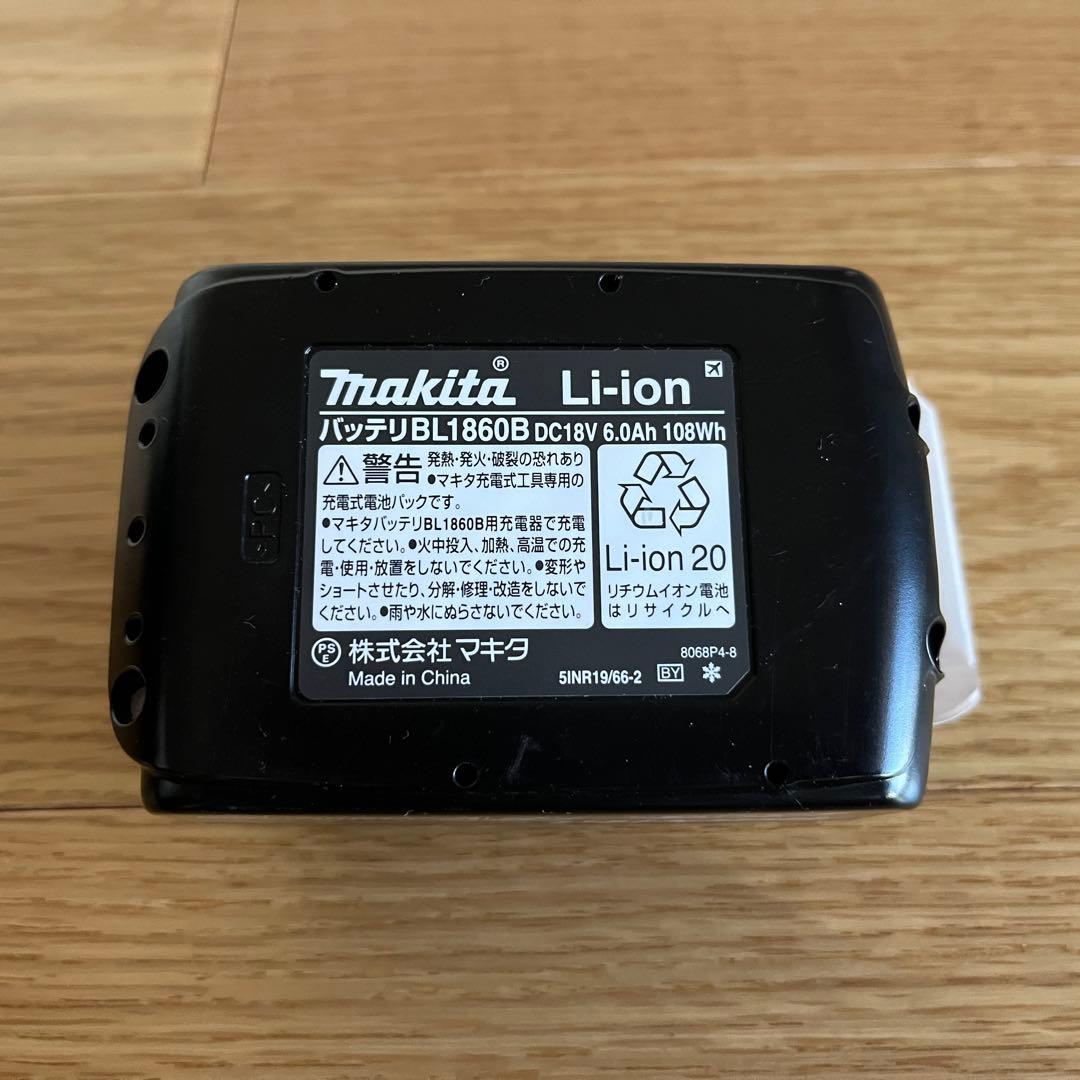 makita® Li-ion
バッテリBL1860B DC18V 6.0Ah 108Wh
警告 発熱・発火・破裂の恐れあり
●マキタ充電式工具専用の
充電式電池パックです。
●マキタバッテリBL1860B用充電器で充電
してください。●火中投入、加熱、高温での充
電・使用・放置をしないでください。●変形や
ショートさせたり、分解・修理・改造をしないで
ください。●雨や水にぬらさないでください。
Li-ion 20
リチウムイオン電池
はリサイクルへ
PS
E 株式会社 マキタ
Made in China
8068P4-8
5INR19/66-2 BY
>PC<